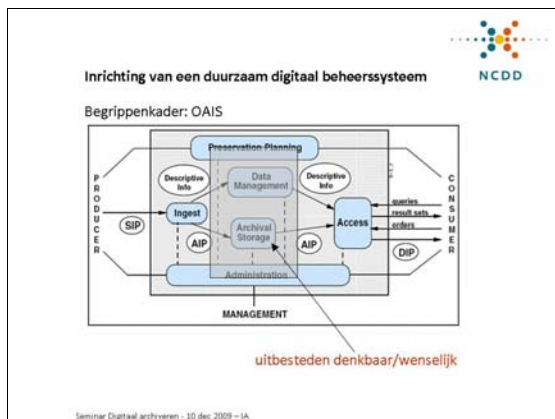 NCDD
Inrichting van een duurzaam digitaal beheerssysteem
Begrippenkader: OAIS
Preservation Planning
PRODUCER
CONSUMER
Descriptive Info
Data Management
Descriptive Info
queries
result sets
orders
Ingest
Access
SIP
Archival Storage
AIP
AIP
DIP
Administration
MANAGEMENT
uitbesteden denkbaar/wenselijk
Seminar Digitaal archiveren - 10 dec 2009 – IA